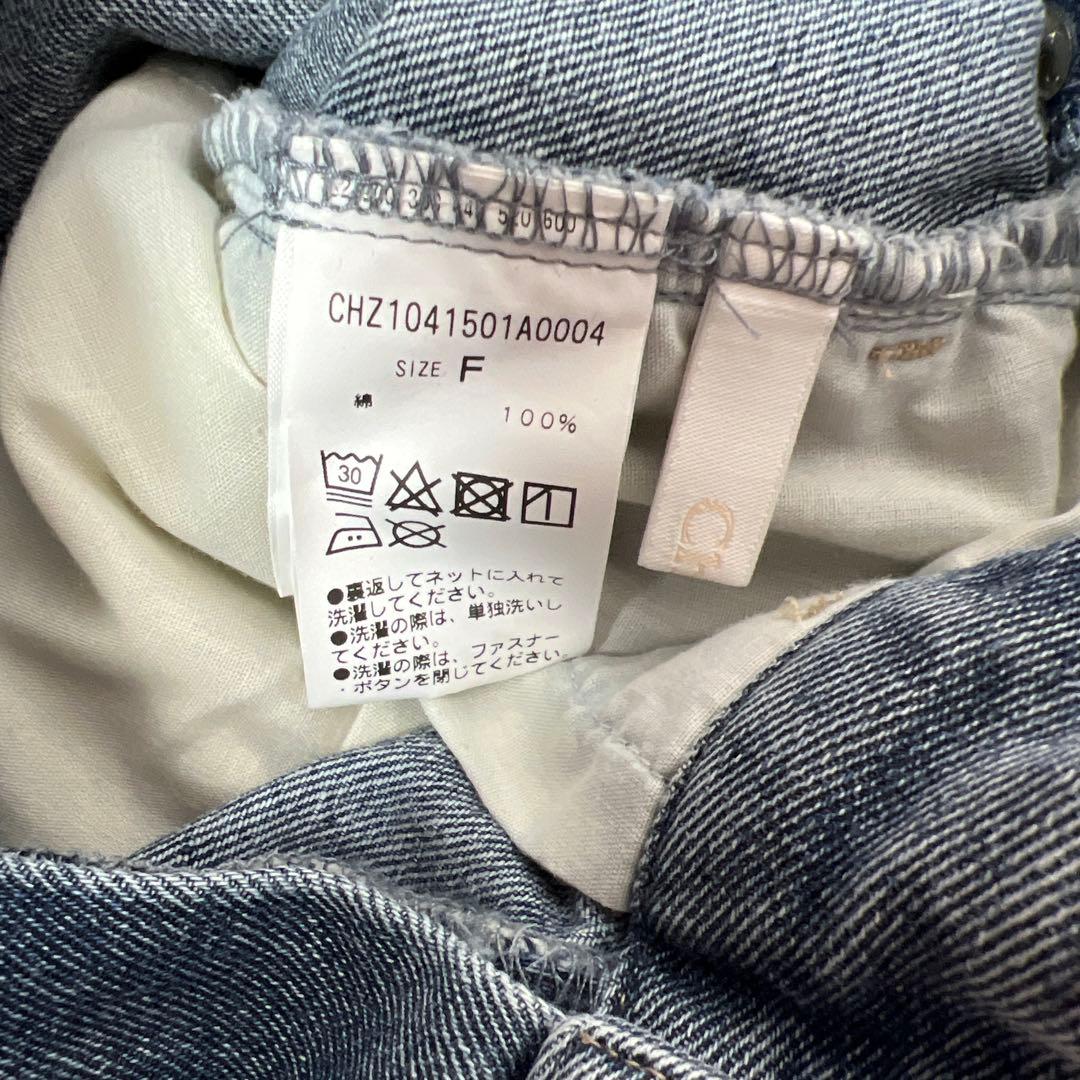 CHZ1041501A0004
SIZE F
綿 100%
30
●裏返してネットに入れて
洗濯してください。
●洗濯の際は、単独洗いし
てください。
●洗濯の際は、ファスナー
・ボタンを閉じてください。